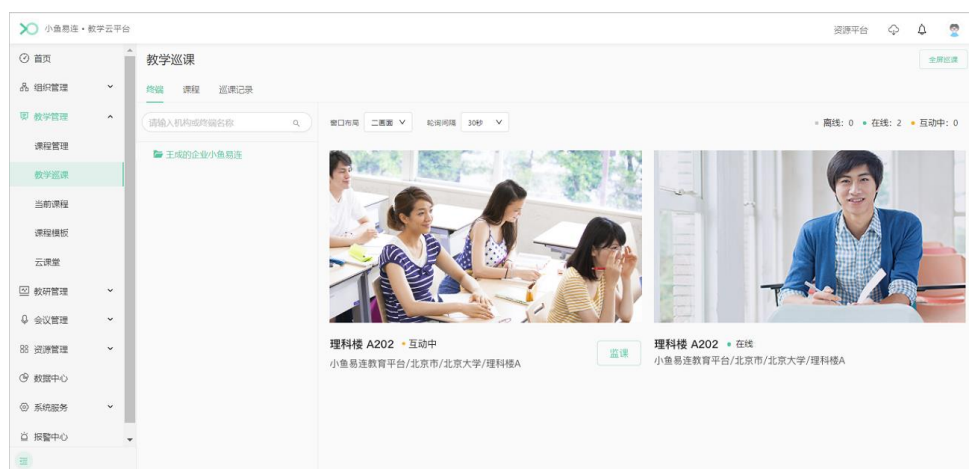 小鱼易连•教学云平台
资源平台
首页
组织管理
教学管理
课程管理
教学巡课
当前课程
课程模板
云课堂
教研管理
会议管理
资源管理
数据中心
系统服务
报警中心
教学巡课
全屏巡课
终端 课程 巡课记录
请输入机构或终端名称
王成的企业小鱼易连
窗口布局 二画面 轮询间隔 30秒
离线：0 在线：2 互动中：0
理科楼 A202 互动中
小鱼易连教育平台/北京市/北京大学/理科楼A
监课
理科楼 A202 在线
小鱼易连教育平台/北京市/北京大学/理科楼A